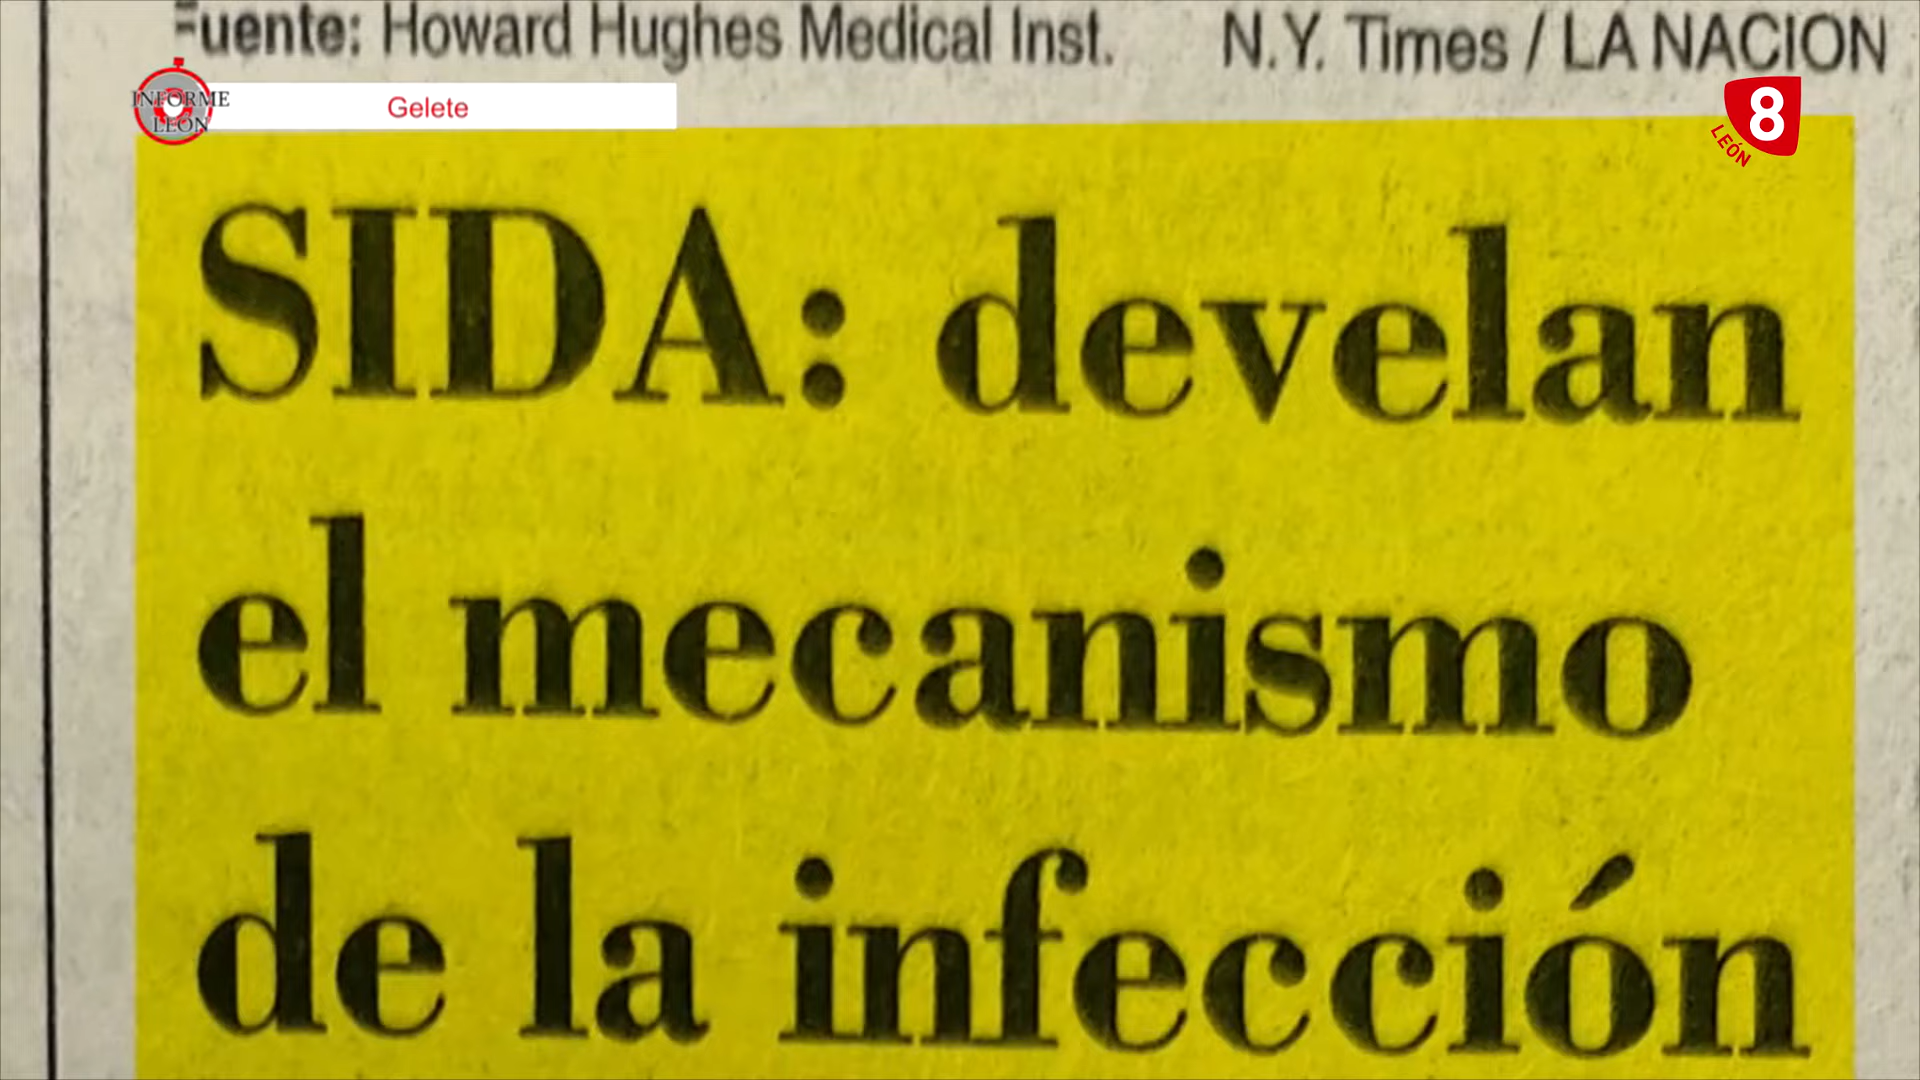 Fuente: Howard Hughes Medical Inst. N.Y. Times / LA NACION
INFORME
LEÓN
Gelete
8
LEÓN
SIDA: develan
el mecanismo
de la infección